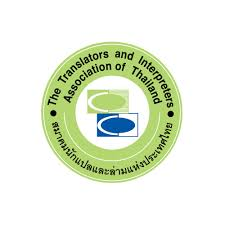 The Translators and Interpreters
Association of Thailand
สมาคมนักแปลและล่ามแห่งประเทศไทย